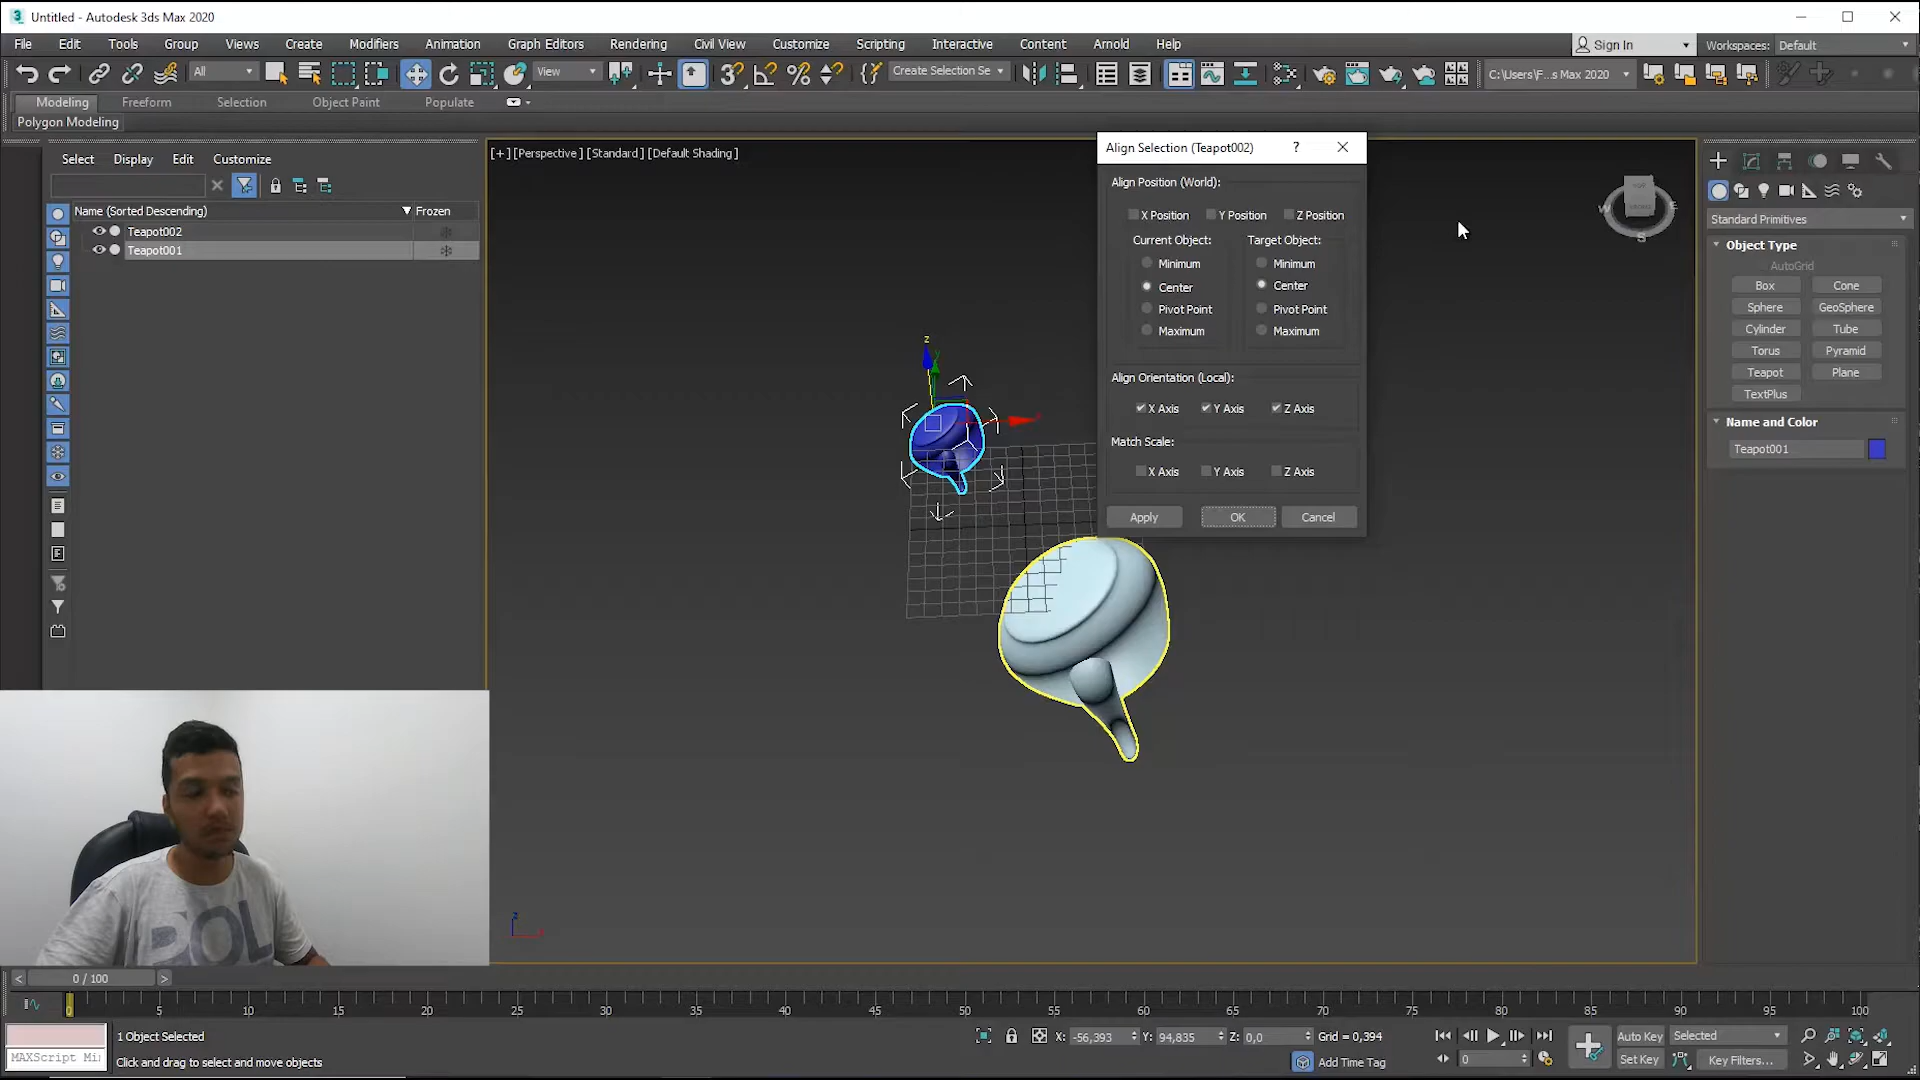 Untitled - Autodesk 3ds Max 2020
File Edit Tools Group Views Create Modifiers Animation Graph Editors Rendering Civil View Customize Scripting Interactive Content Arnold Help
Sign In Workspaces: Default
All View Create Selection Se C:\Users\F...s Max 2020
Modeling Freeform Selection Object Paint Populate
Polygon Modeling
Select Display Edit Customize
Name (Sorted Descending) Frozen
Teapot002
Teapot001
[+] [Perspective] [Standard] [Default Shading]
z
Align Selection (Teapot002) ?
Align Position (World):
X Position Y Position Z Position
Current Object: Target Object:
Minimum Minimum
Center Center
Pivot Point Pivot Point
Maximum Maximum
Align Orientation (Local):
X Axis Y Axis Z Axis
Match Scale:
X Axis Y Axis Z Axis
Apply OK Cancel
W S
Standard Primitives
Object Type
AutoGrid
Box Cone
Sphere GeoSphere
Cylinder Tube
Torus Pyramid
Teapot Plane
TextPlus
Name and Color
Teapot001
POL
z
< 0 / 100 >
0 5 10 15 20 25 30 35 40 45 50 55 60 65 70 75 80 85 90 95 100
1 Object Selected
X: -56,393 Y: 94,835 Z: 0,0 Grid = 0,394
Auto Key Selected
MAXScript Mi
Click and drag to select and move objects
Add Time Tag
0
Set Key Key Filters...